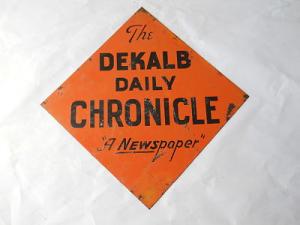 The
DEKALB
DAILY
CHRONICLE
"A NEWSpaper"